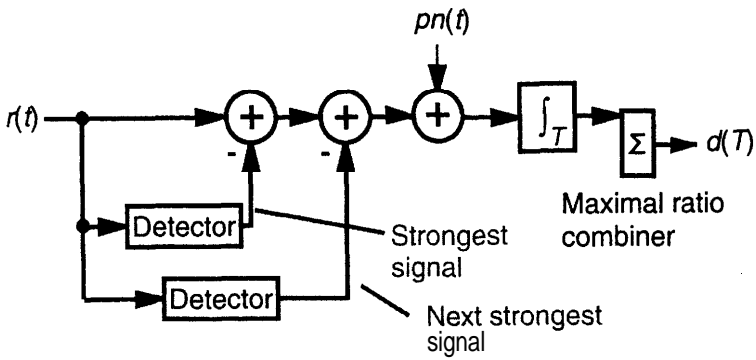 pn(t)
r(t)
+
+
+
-
-
∫T
Σ
d(T)
Maximal ratio
combiner
Detector
Strongest
signal
Detector
Next strongest
signal